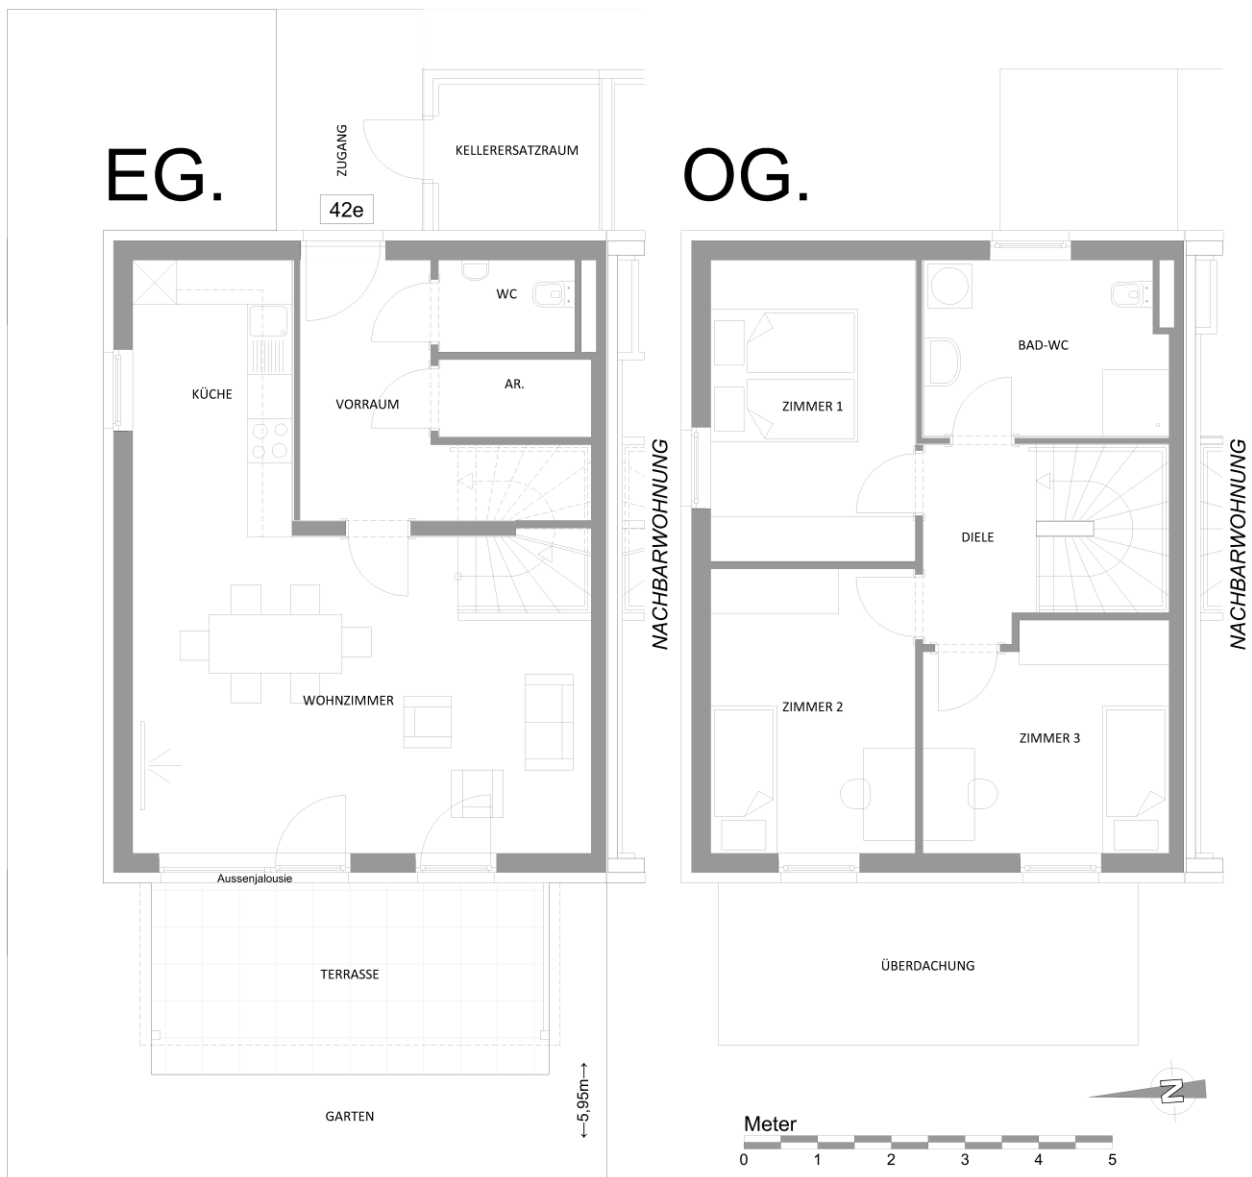 EG.
ZUGANG
42e
KELLERERSATZRAUM
WC
AR.
KÜCHE
VORRAUM
WOHNZIMMER
NACHBARWOHNUNG
Aussenjalousie
TERRASSE
GARTEN
←5,95m→
OG.
BAD-WC
ZIMMER 1
DIELE
ZIMMER 2
ZIMMER 3
NACHBARWOHNUNG
ÜBERDACHUNG
N
Meter
0 1 2 3 4 5